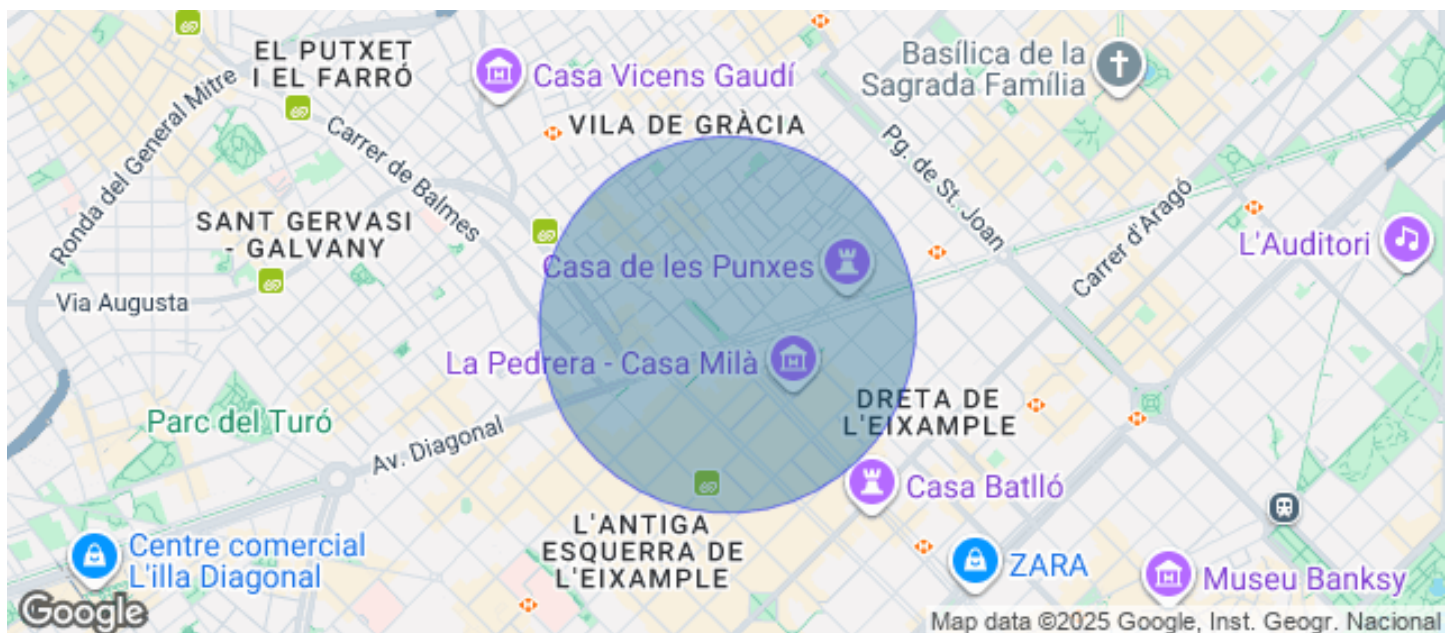 EL PUTXET
I EL FARRÓ
Casa Vicens Gaudí
Basílica de la
Sagrada Família
VILA DE GRÀCIA
Ronda del General Mitre
Carrer de Balmes
Pg. de St. Joan
SANT GERVASI
- GALVANY
Carrer d'Aragó
L'Auditori
Casa de les Punxes
Via Augusta
La Pedrera - Casa Milà
Parc del Turó
Av. Diagonal
DRETA DE
L'EIXAMPLE
Casa Batlló
L'ANTIGA
ESQUERRA DE
L'EIXAMPLE
Centre comercial
L'illa Diagonal
ZARA
Museu Banksy
Google
Map data ©2025 Google, Inst. Geogr. Nacional